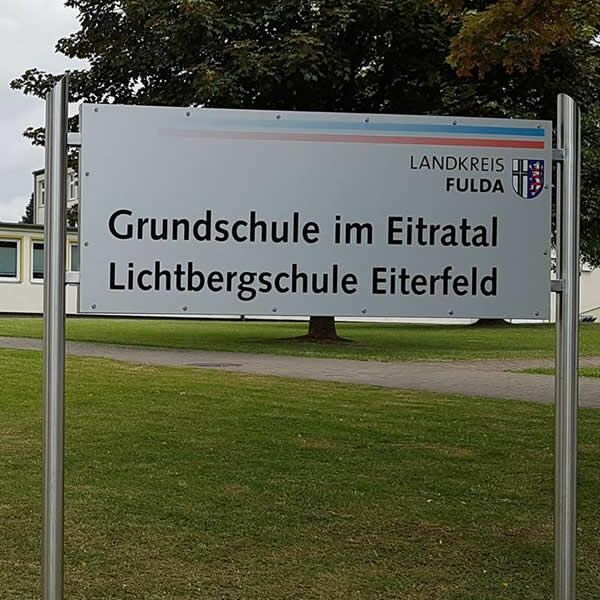 LANDKREIS
FULDA
Grundschule im Eitratal
Lichtbergschule Eiterfeld